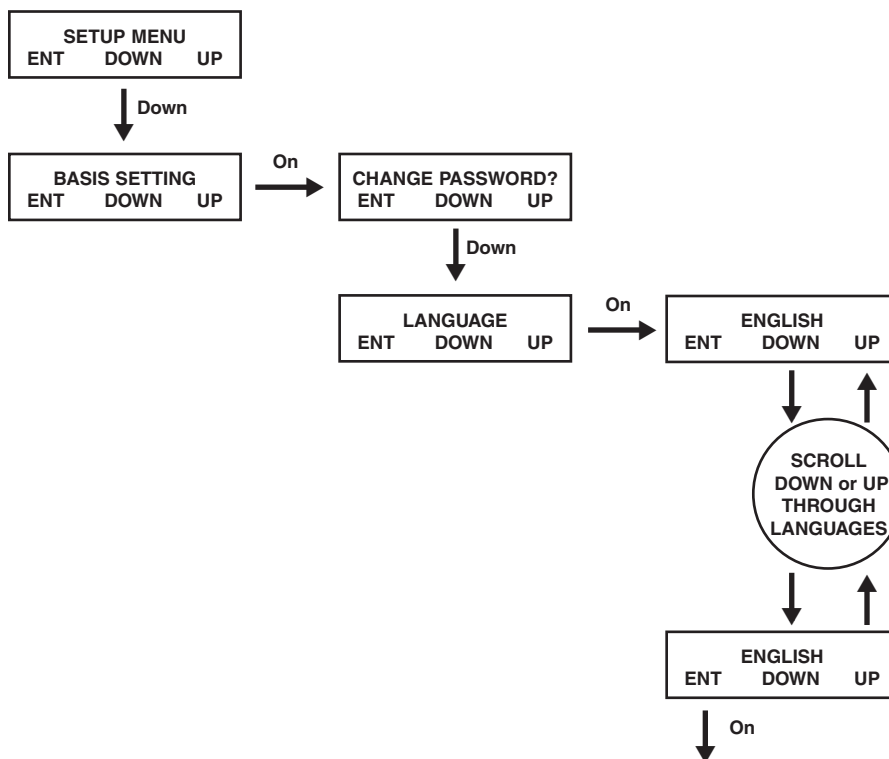 SETUP MENU
ENT DOWN UP
Down
BASIS SETTING
ENT DOWN UP
On
CHANGE PASSWORD?
ENT DOWN UP
Down
LANGUAGE
ENT DOWN UP
On
ENGLISH
ENT DOWN UP
SCROLL
DOWN or UP
THROUGH
LANGUAGES
ENGLISH
ENT DOWN UP
On